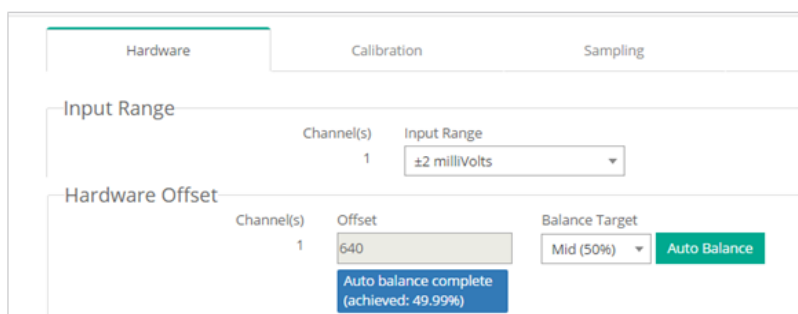 Hardware Calibration Sampling
Input Range
Channel(s) Input Range
1 ±2 milliVolts
Hardware Offset
Channel(s) Offset Balance Target
1 640 Mid (50%) Auto Balance
Auto balance complete
(achieved: 49.99%)